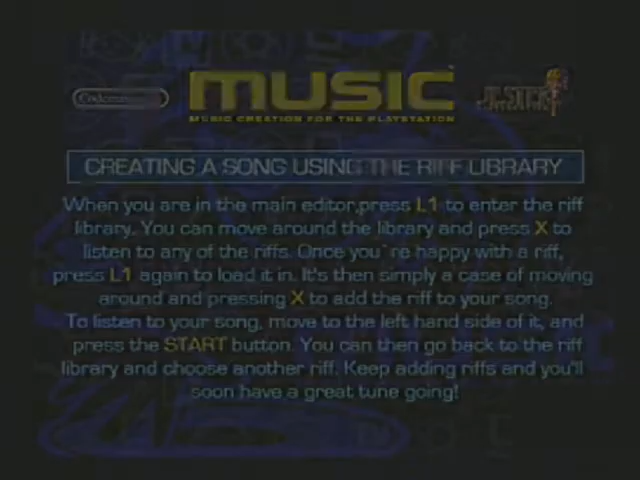 Codemasters
MUSIC
MUSIC CREATION FOR THE PLAYSTATION
CREATING A SONG USING THE RIFF LIBRARY
When you are in the main editor,press L1 to enter the riff
library. You can move around the library and press X to
listen to any of the riffs. Once you`re happy with a riff,
press L1 again to load it in. It's then simply a case of moving
around and pressing X to add the riff to your song.
To listen to your song, move to the left hand side of it, and
press the START button. You can then go back to the riff
library and choose another riff. Keep adding riffs and you'll
soon have a great tune going!